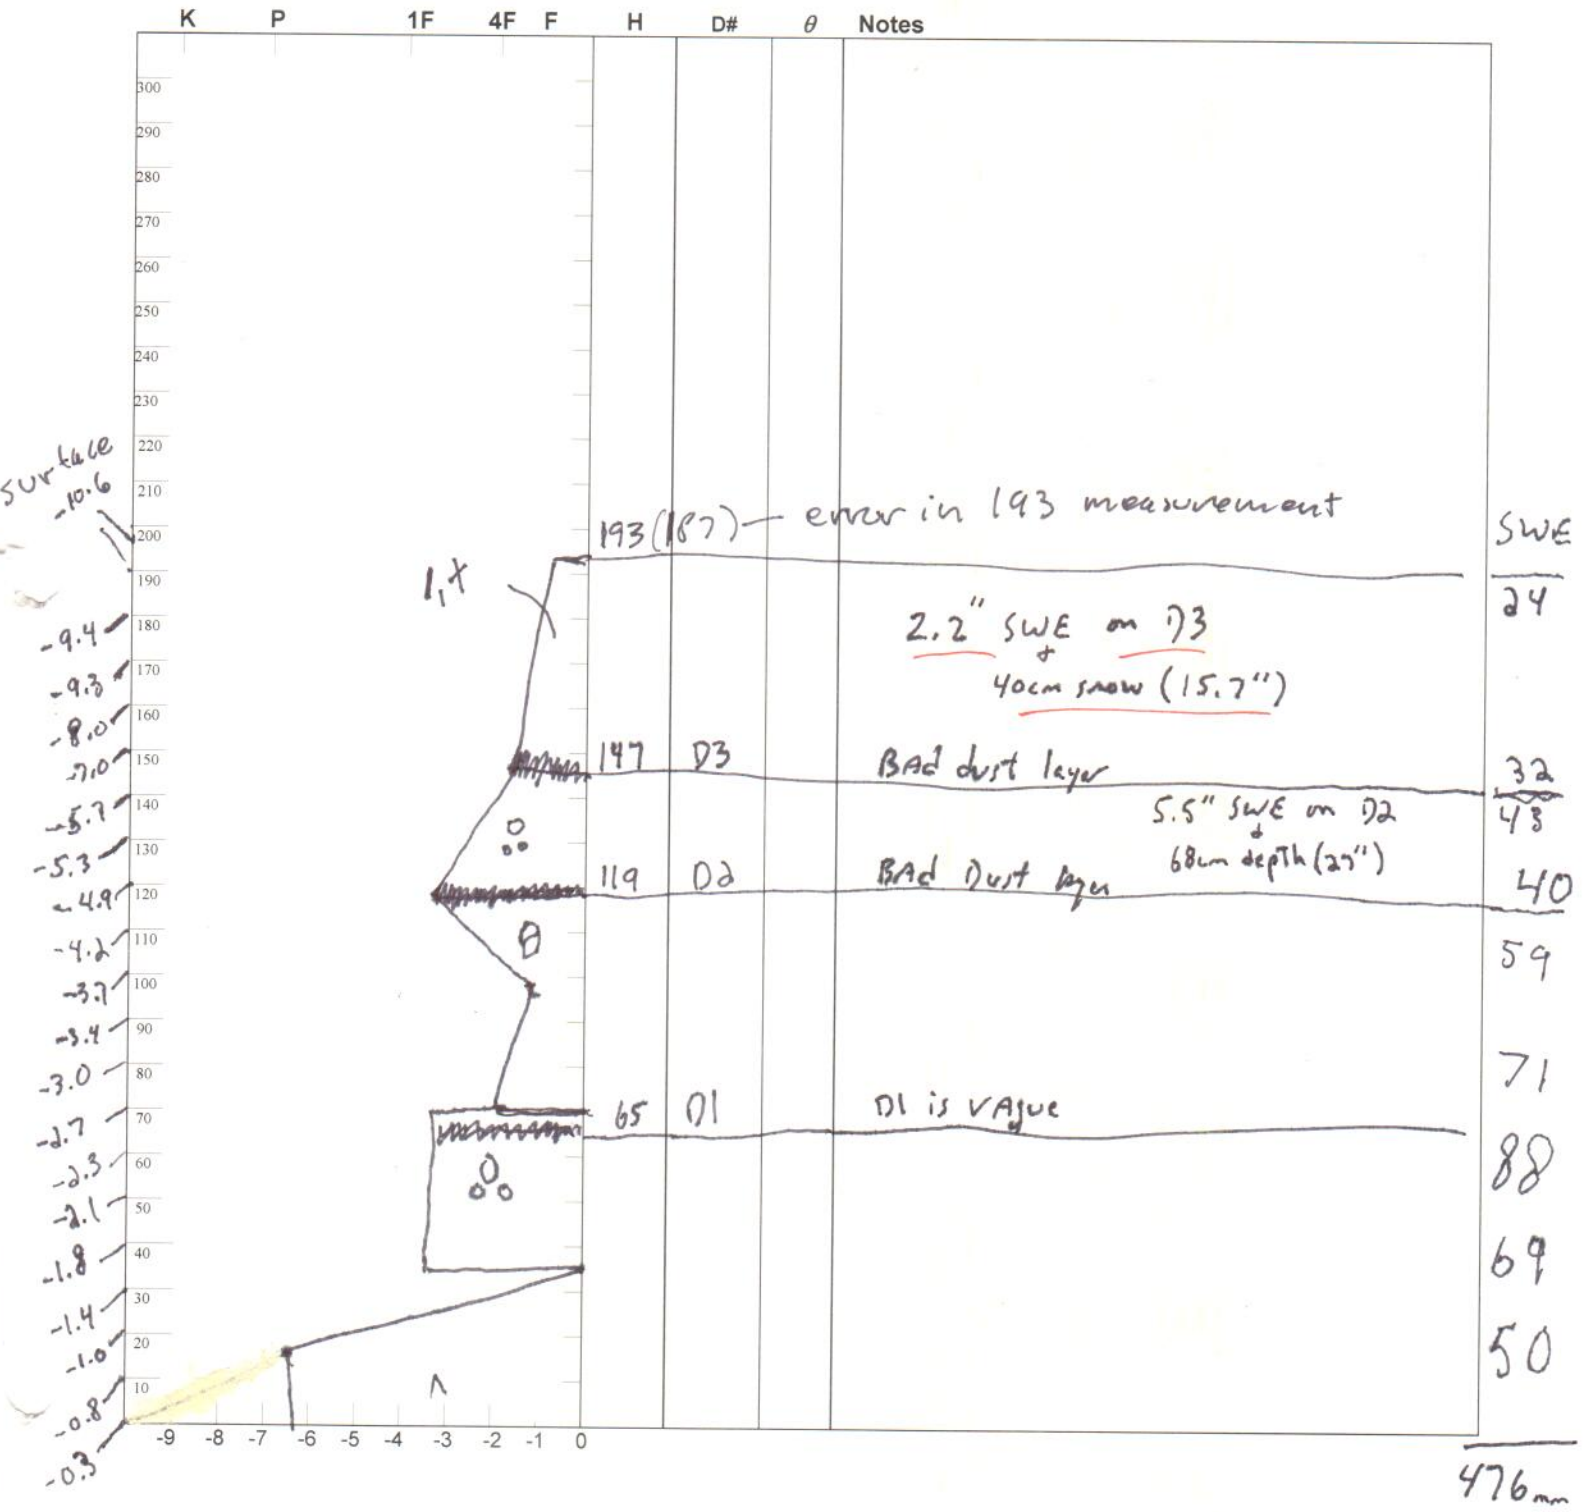 K P 1F 4F F H D# θ Notes
300
290
280
270
260
250
240
230
surface 220
-10.6 210
200
193 (187) — error in 193 measurement SWE
190
1, + 24
-9.4 180 2.2" SWE on D3
-9.3 170 & 40cm snow (15.7")
-8.0 160
-7.0 150 147 D3 BAd dust layer 32
-5.7 140 5.5" SWE on D2 43
-5.3 130 & 68cm depth (27")
-4.9 120 119 D2 BAd Dust layer 40
-4.2 110 59
-3.7 100
-3.4 90
-3.0 80 71
-2.7 70 65 D1 D1 is VAgue
-2.3 60 88
-2.1 50
-1.8 40 69
-1.4 30
-1.0 20 50
-0.8 10
-0.3 -9 -8 -7 -6 -5 -4 -3 -2 -1 0
476 mm